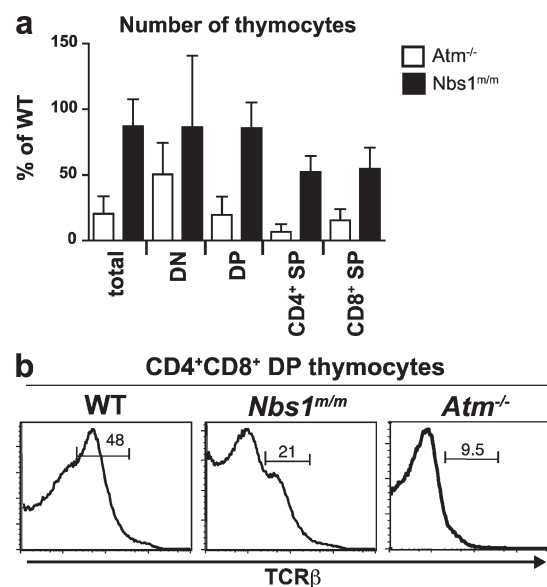 a
Number of thymocytes
% of WT
150
100
50
0
Atm-/-
Nbs1m/m
total
DN
DP
CD4+ SP
CD8+ SP
b
CD4+CD8+ DP thymocytes
WT
Nbs1m/m
Atm-/-
48
21
9.5
TCRβ